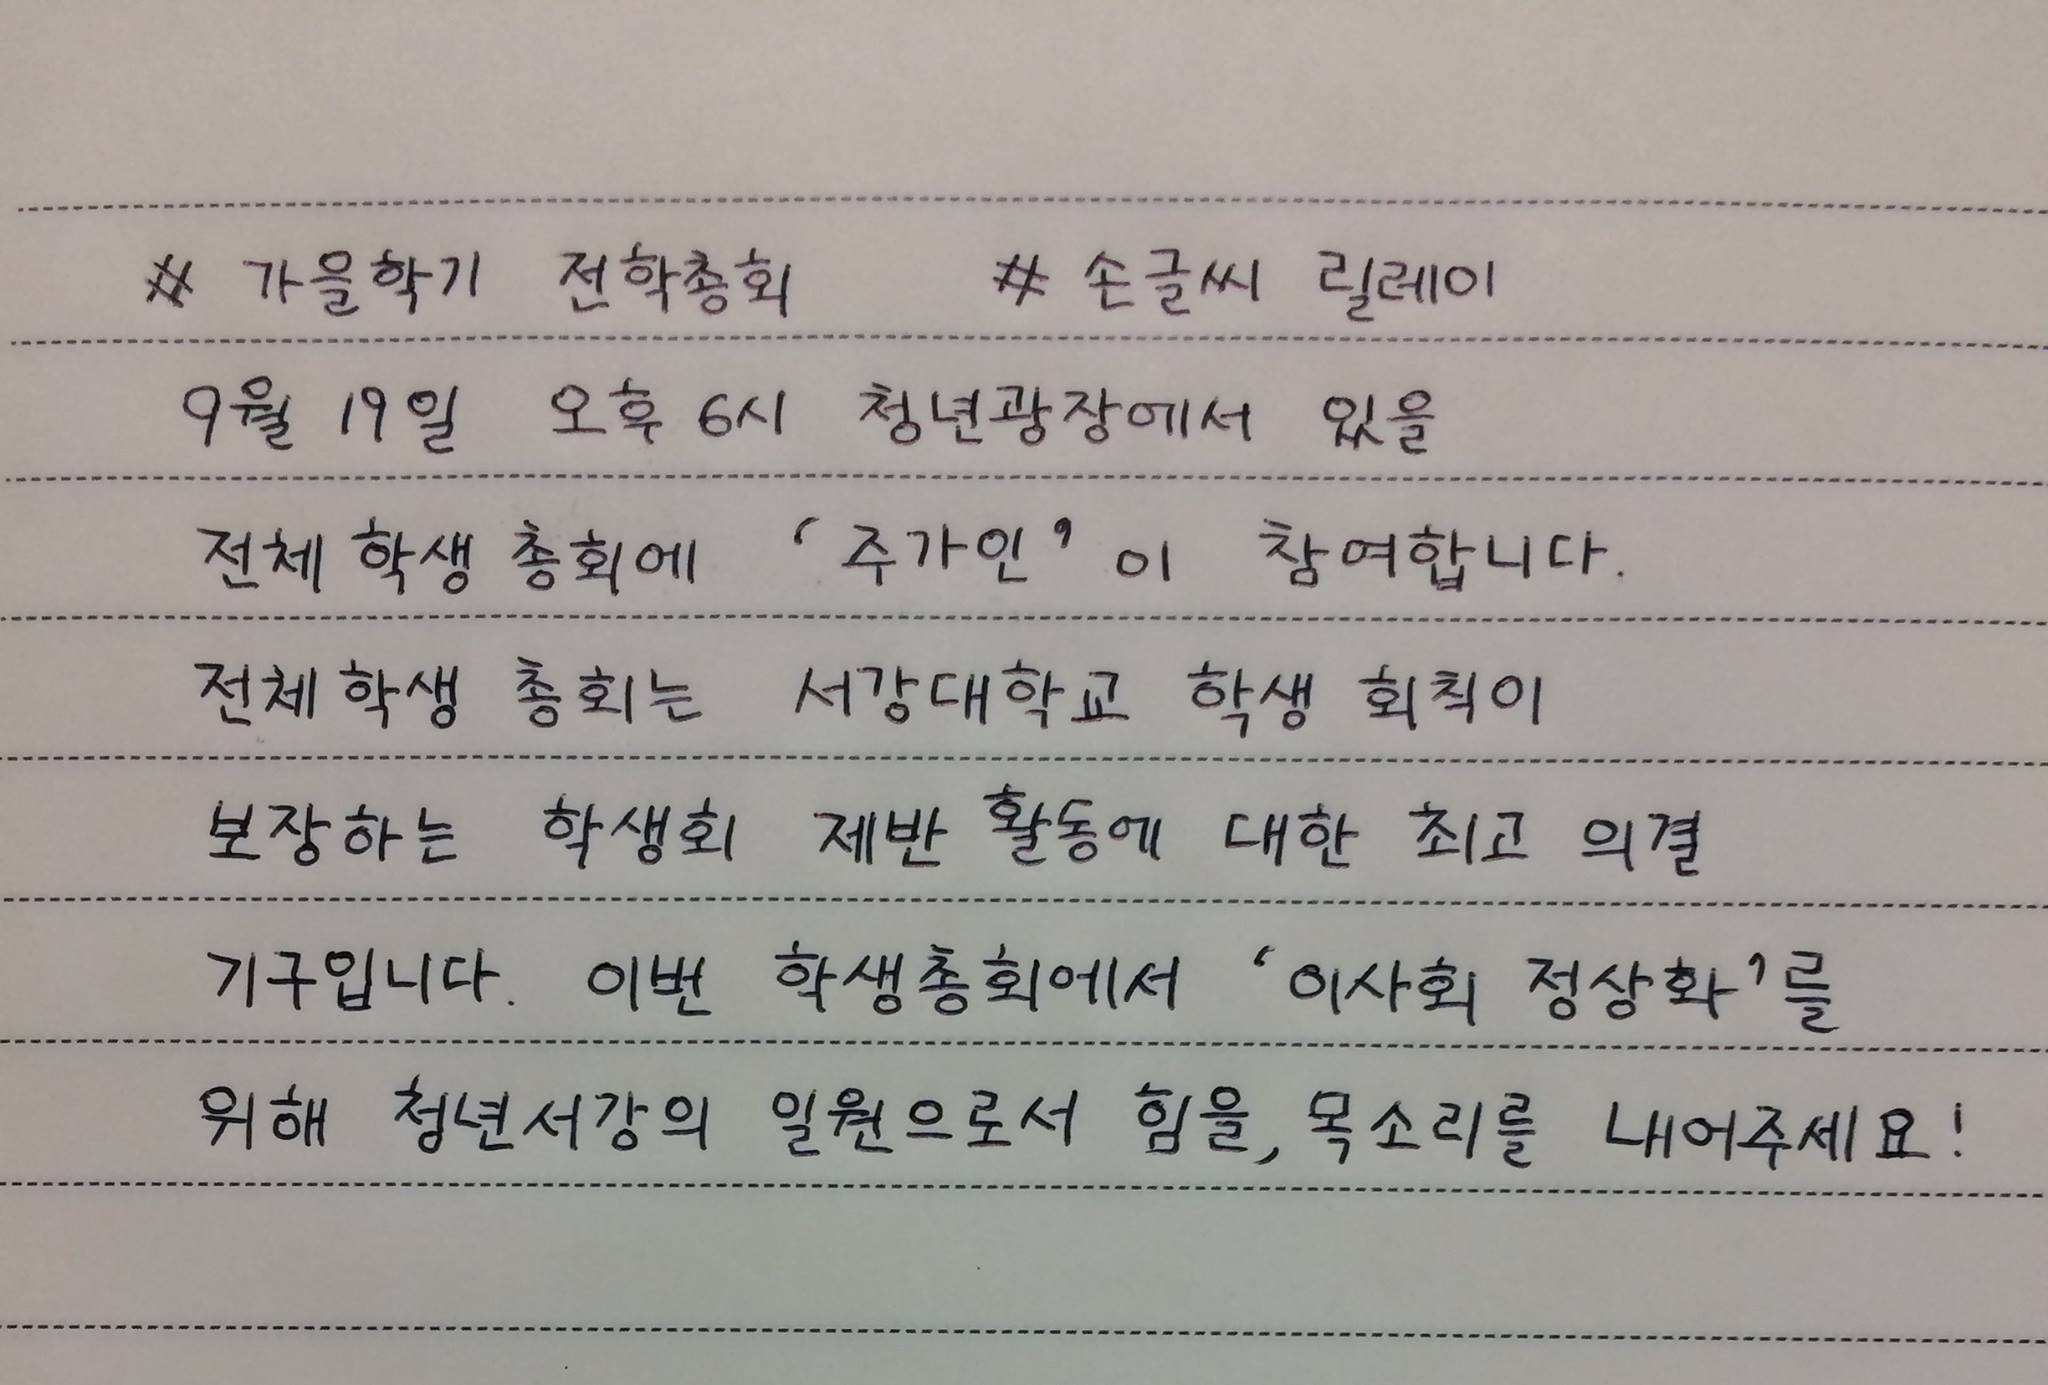 # 가을학기 전학총회 # 손글씨 릴레이
9월 19일 오후 6시 청년광장에서 있을
전체 학생 총회에 '주가인'이 참여합니다.
전체 학생 총회는 서강대학교 학생 회칙이
보장하는 학생회 제반 활동에 대한 최고 의결
기구입니다. 이번 학생총회에서 '이사회 정상화'를
위해 청년서강의 일원으로서 힘을, 목소리를 내어주세요!